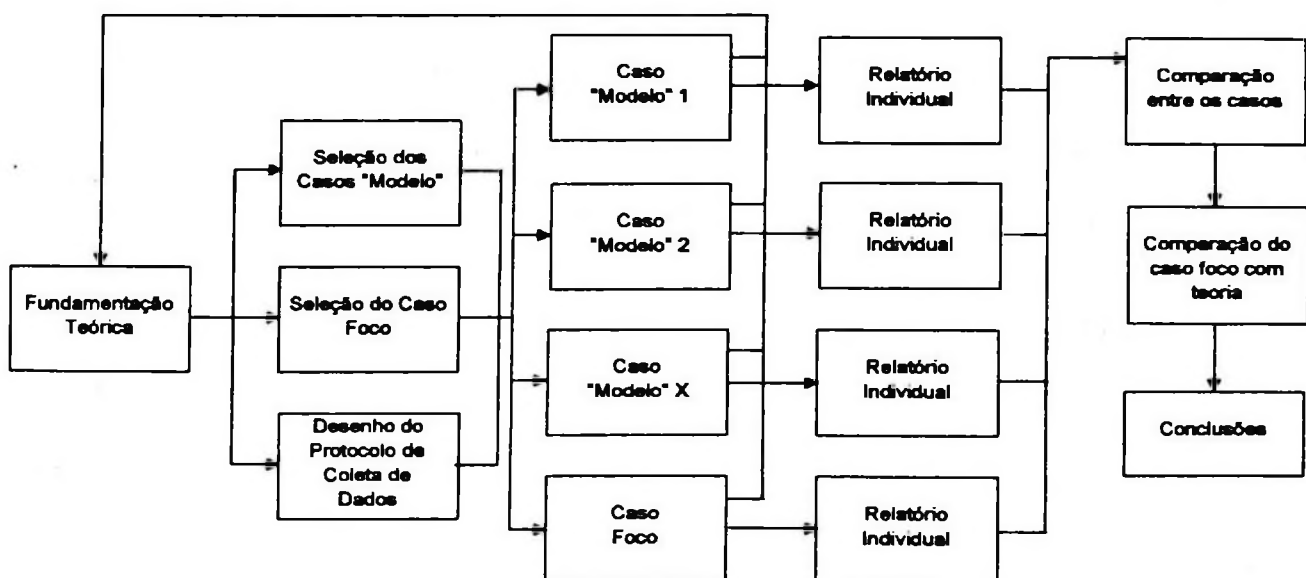 Fundamentação
Teórica
Seleção dos
Casos "Modelo"
Seleção do Caso
Foco
Desenho do
Protocolo de
Coleta de
Dados
Caso
"Modelo" 1
Caso
"Modelo" 2
Caso
"Modelo" X
Caso
Foco
Relatório
Individual
Relatório
Individual
Relatório
Individual
Relatório
Individual
Comparação
entre os casos
Comparação do
caso foco com
teoria
Conclusões